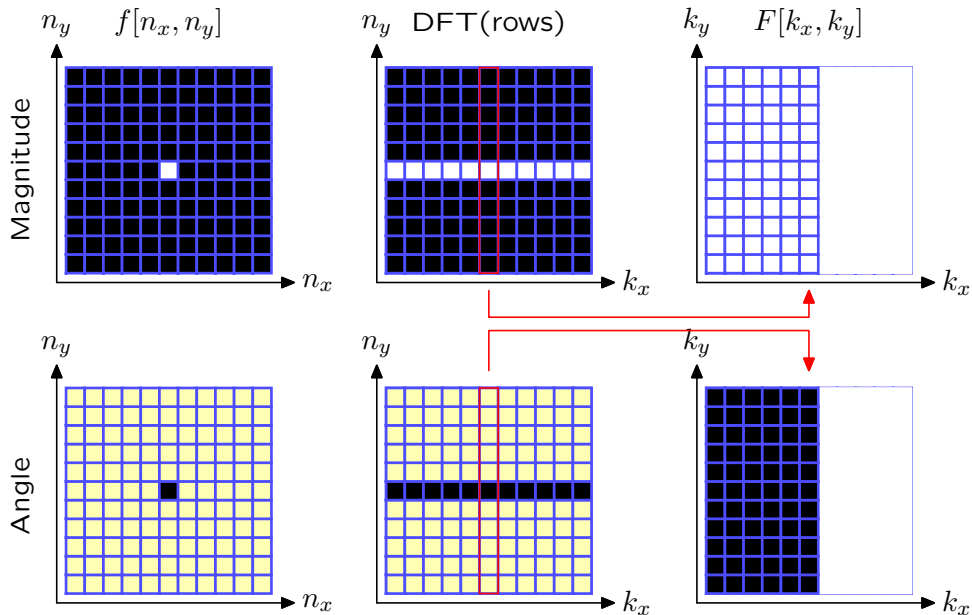 n_y f[n_x, n_y] n_y DFT(rows) k_y F[k_x, k_y]
Magnitude
n_x k_x k_x
n_y n_y k_y
Angle
n_x k_x k_x